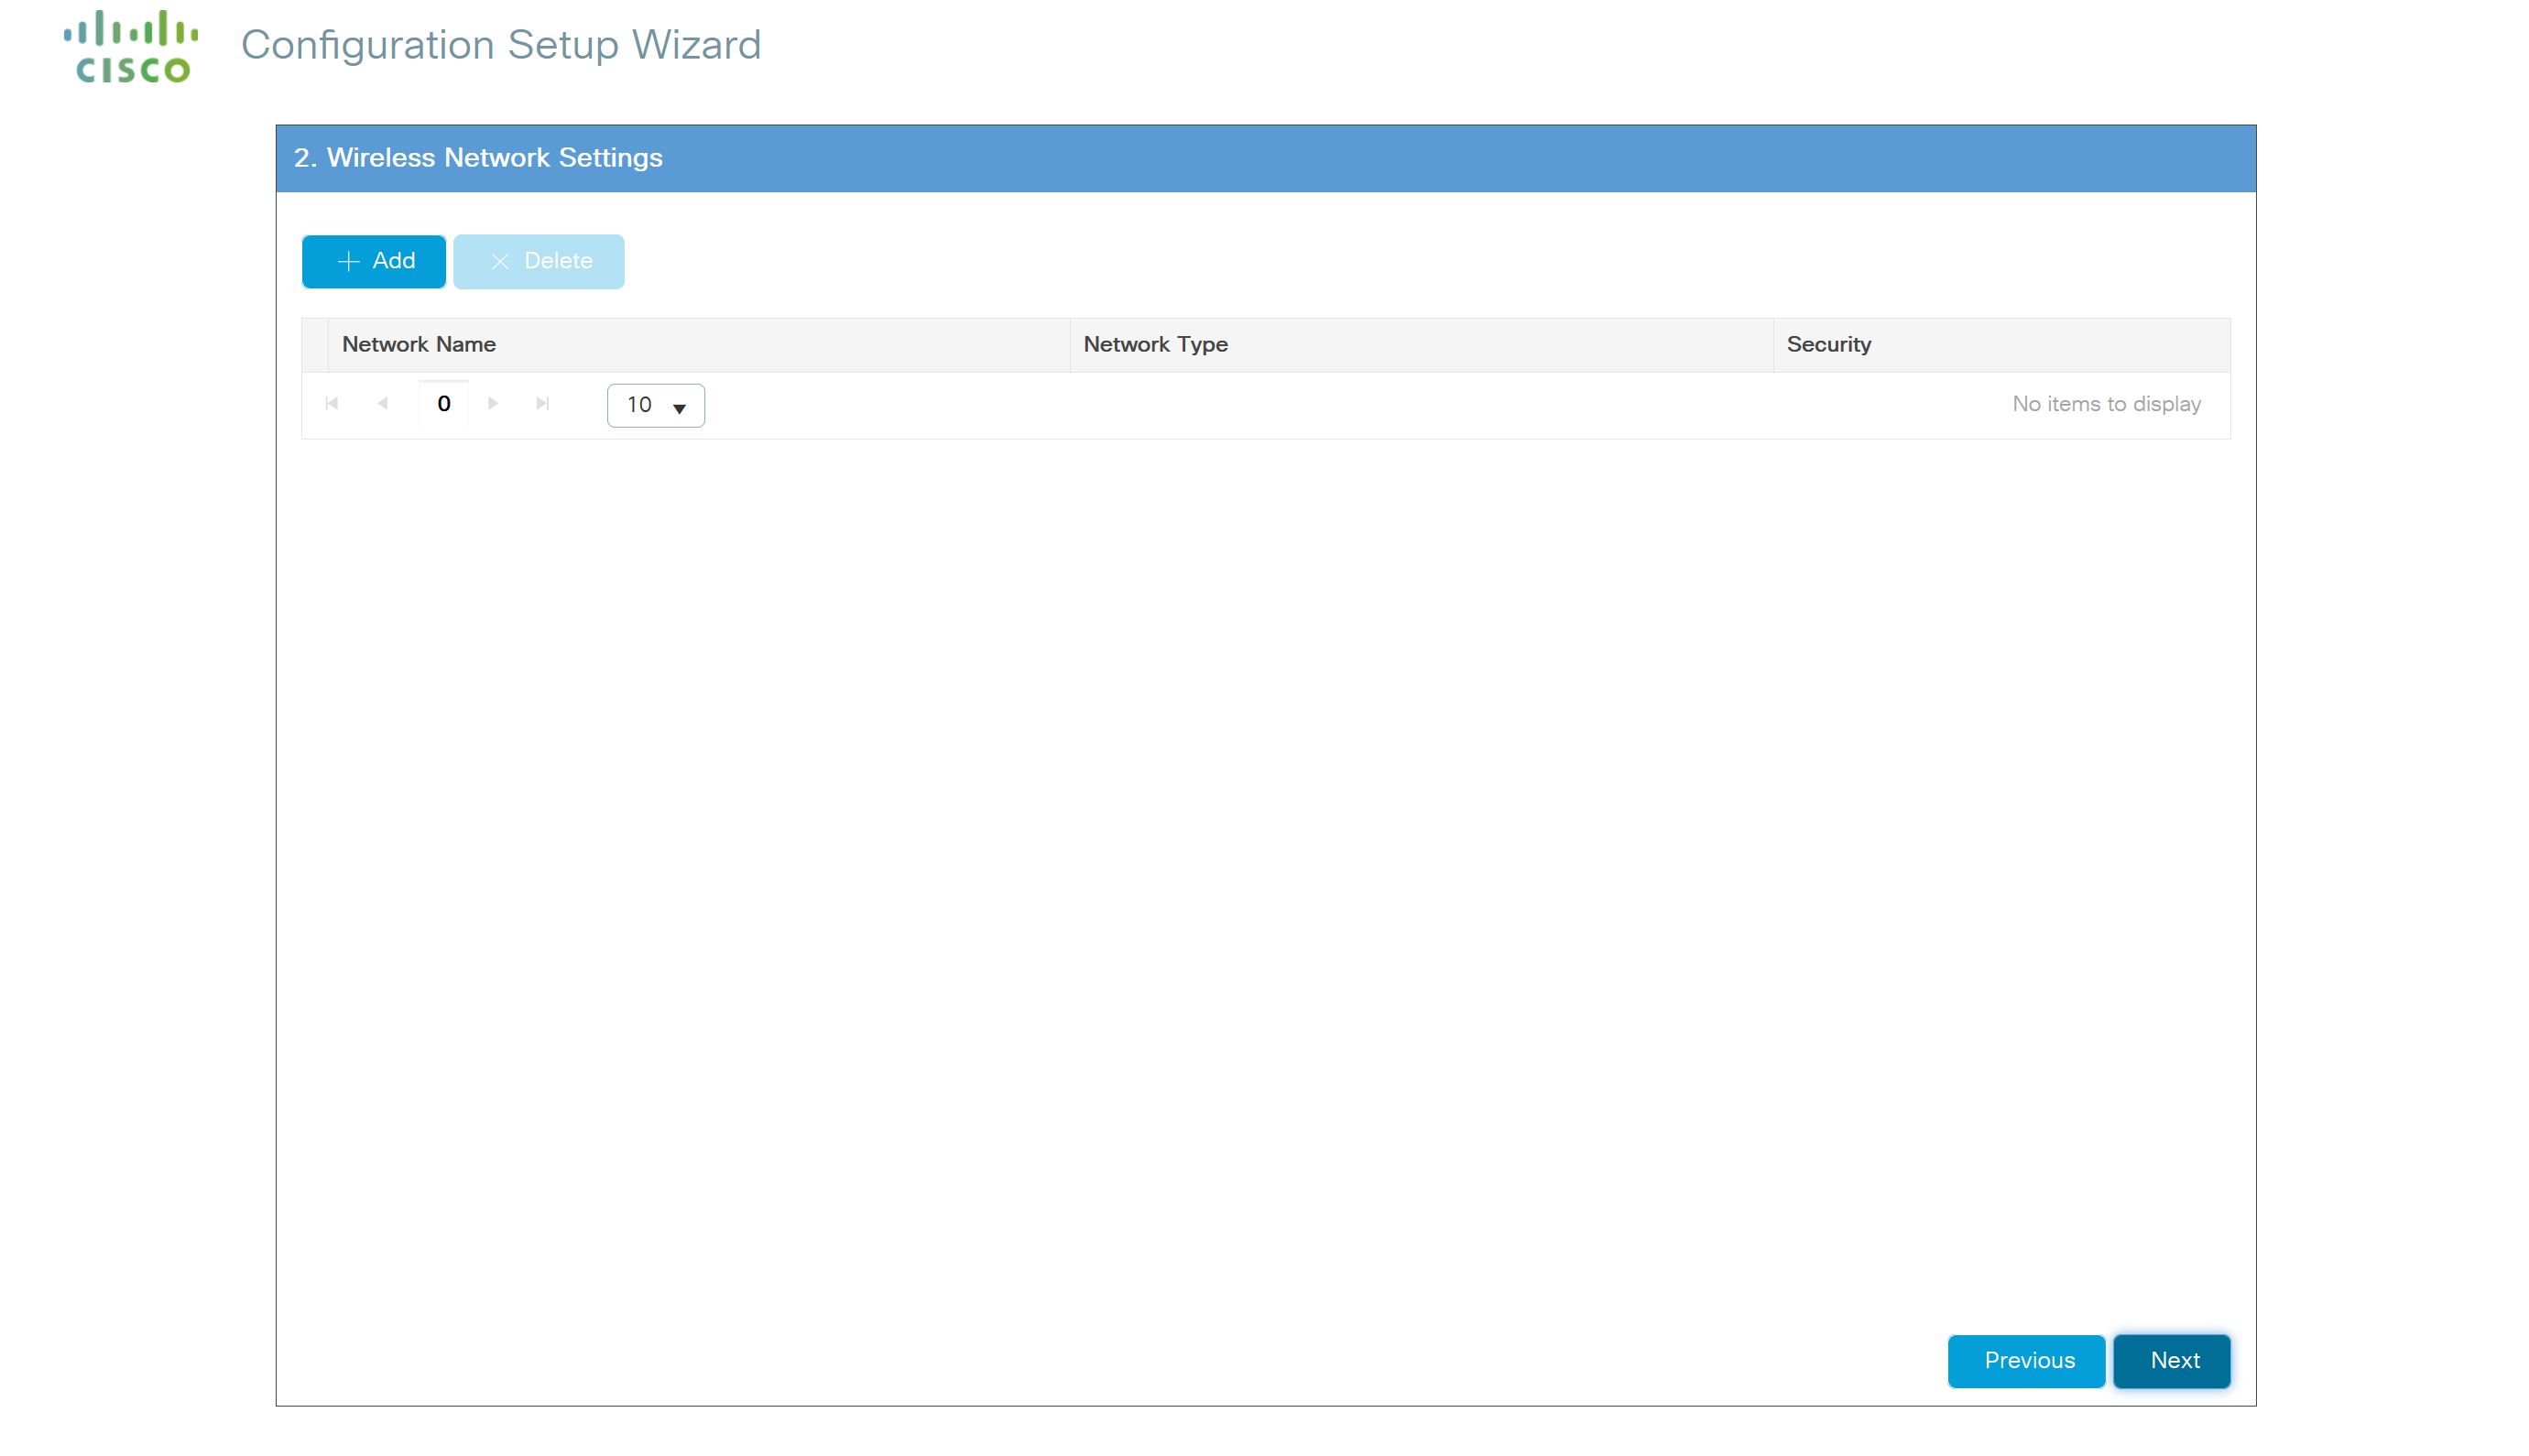 CISCO
Configuration Setup Wizard
2. Wireless Network Settings
Add
Delete
Network Name
Network Type
Security
0
10
No items to display
Previous
Next